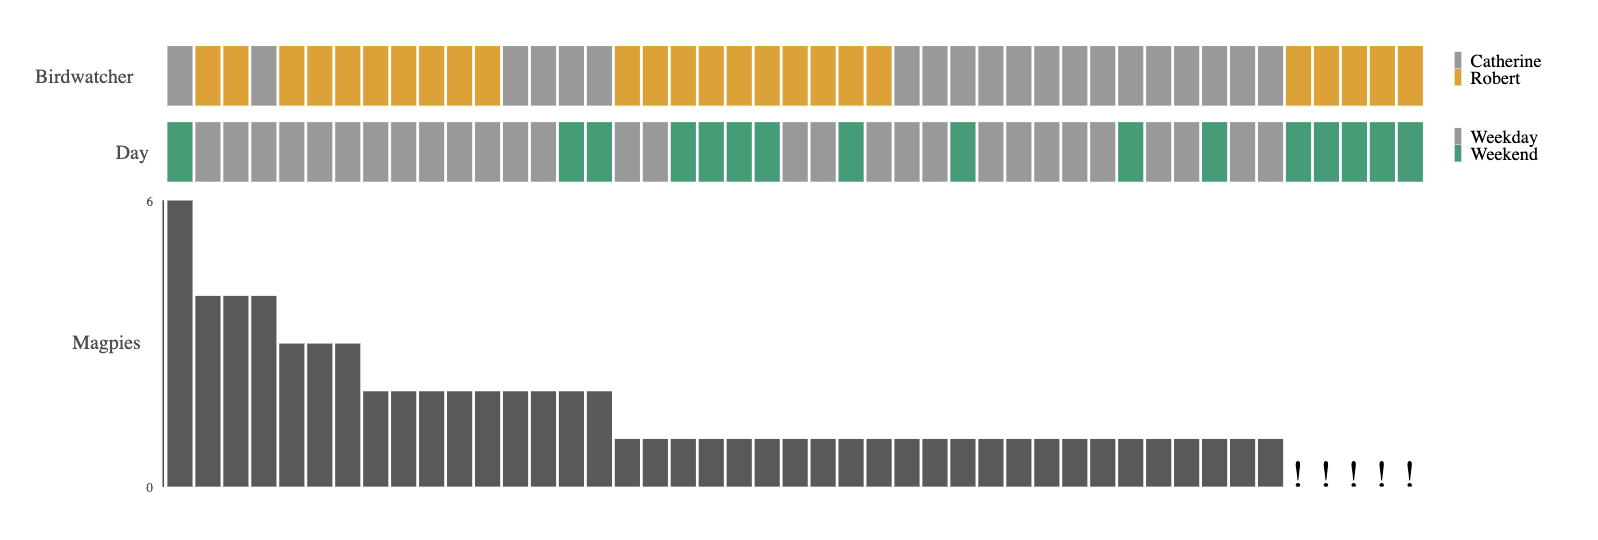 Birdwatcher
Catherine
Robert
Day
Weekday
Weekend
6
Magpies
0
! ! ! ! !